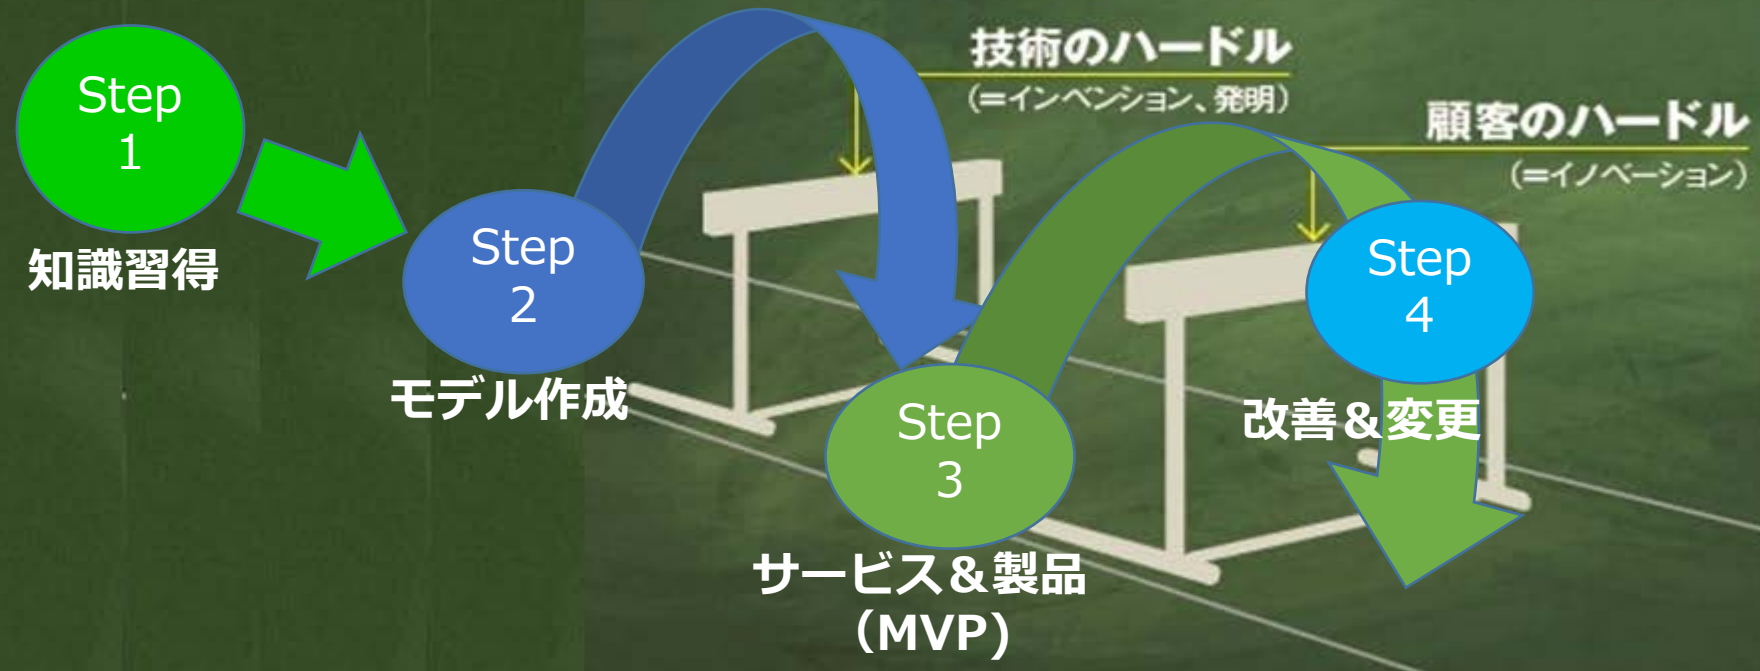 Step
1
知識習得
Step
2
モデル作成
技術のハードル
（＝インベンション、発明）
Step
3
サービス＆製品
（MVP)
顧客のハードル
（＝イノベーション）
Step
4
改善＆変更